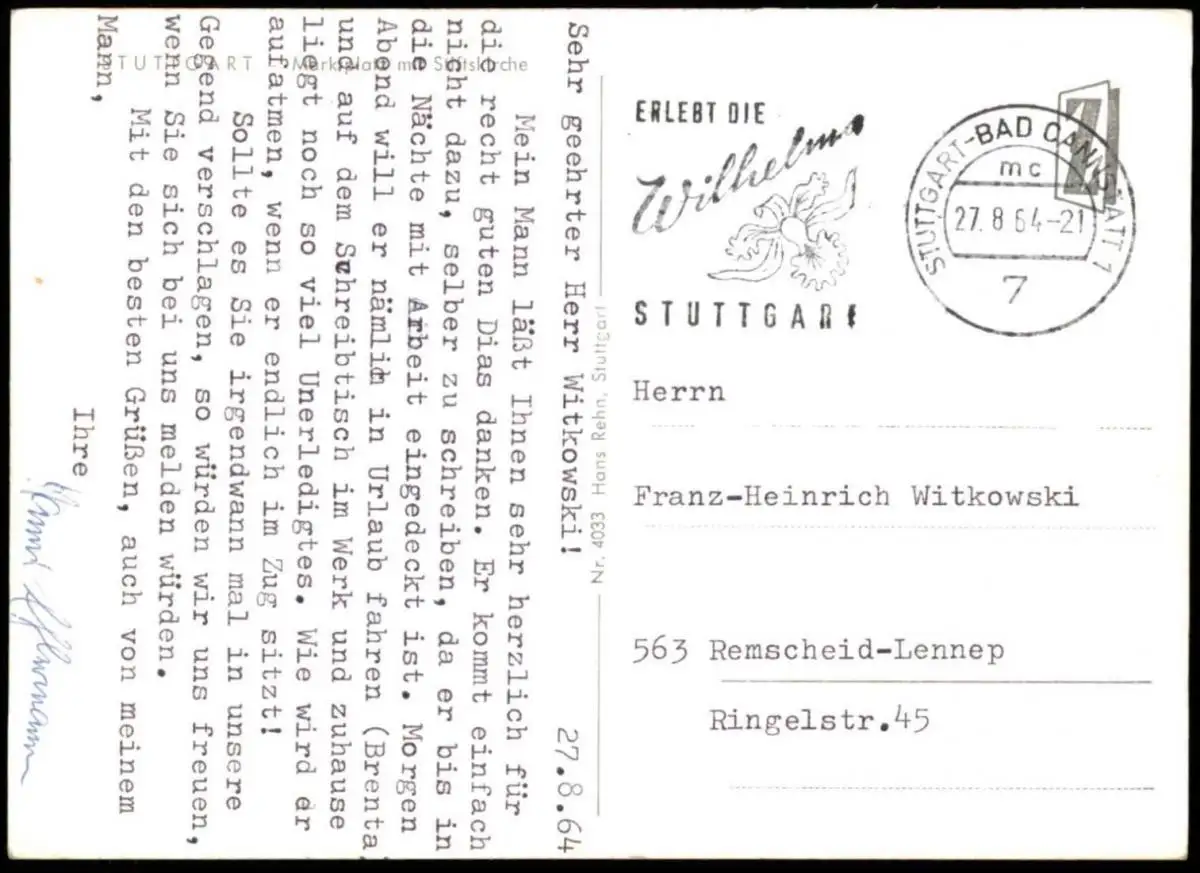 STUTTGART - Marktplatz mit Stiftskirche
27.8.64
Sehr geehrter Herr Witkowski!
Mein Mann läßt Ihnen sehr herzlich für
die recht guten Dias danken. Er kommt einfach
nicht dazu, selber zu schreiben, da er bis in
die Nächte mit Arbeit eingedeckt ist. Morgen
Abend will er nämlich in Urlaub fahren (Brenta
und auf dem Schreibtisch im Werk und zuhause
liegt noch so viel Unerledigtes. Wie wird er
aufatmen, wenn er endlich im Zug sitzt!
Sollte es Sie irgendwann mal in unsere
Gegend verschlagen, so würden wir uns freuen,
wenn Sie sich bei uns melden würden.
Mit den besten Grüßen, auch von meinem
Mann,
Ihre
Nr. 4033 Hans Rehn, Stuttgart
ERLEBT DIE
Wilhelma
STUTTGART
STUTTGART-BAD CANNSTATT 1
mc
27.8 64-21
7
Herrn
Franz-Heinrich Witkowski
563 Remscheid-Lennep
Ringelstr.45